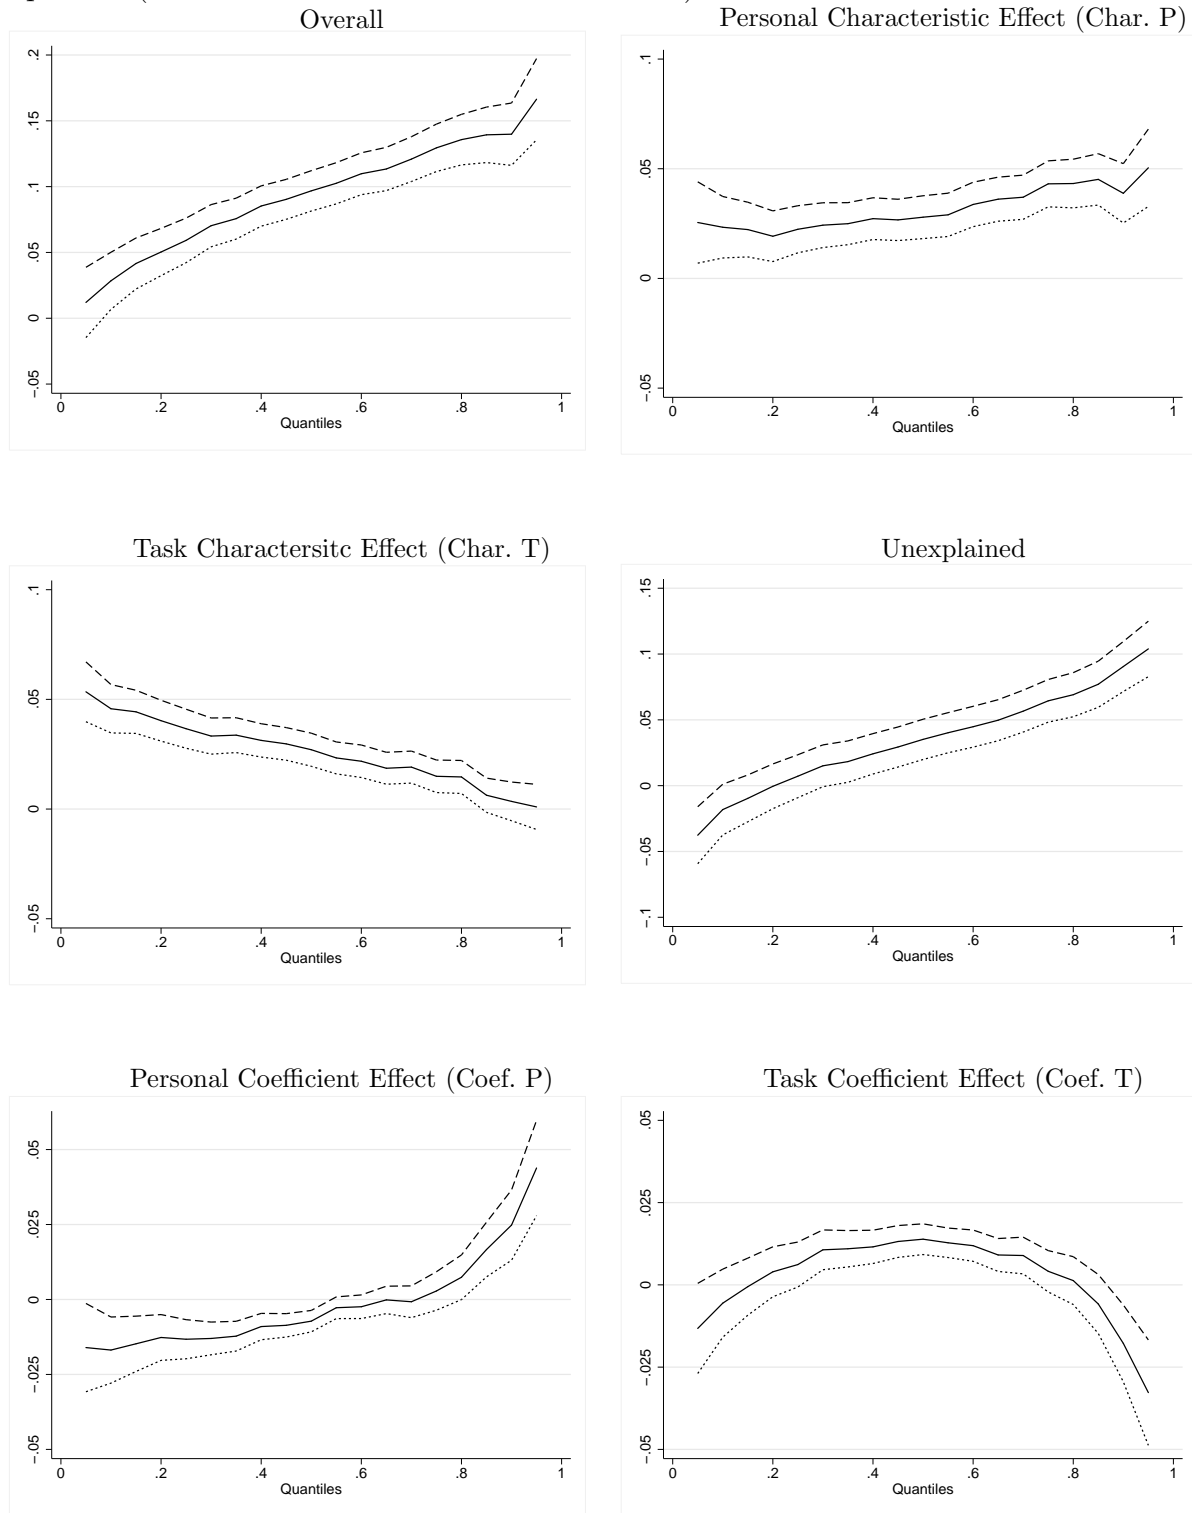 Overall
.2
.15
.1
.05
0
-.05
0 .2 .4 .6 .8 1
Quantiles
Personal Characteristic Effect (Char. P)
.1
.05
0
-.05
0 .2 .4 .6 .8 1
Quantiles
Task Charactersitc Effect (Char. T)
.1
.05
0
-.05
0 .2 .4 .6 .8 1
Quantiles
Unexplained
.15
.1
.05
0
-.05
-.1
0 .2 .4 .6 .8 1
Quantiles
Personal Coefficient Effect (Coef. P)
.05
.025
0
-.025
-.05
0 .2 .4 .6 .8 1
Quantiles
Task Coefficient Effect (Coef. T)
.05
.025
0
-.025
-.05
0 .2 .4 .6 .8 1
Quantiles